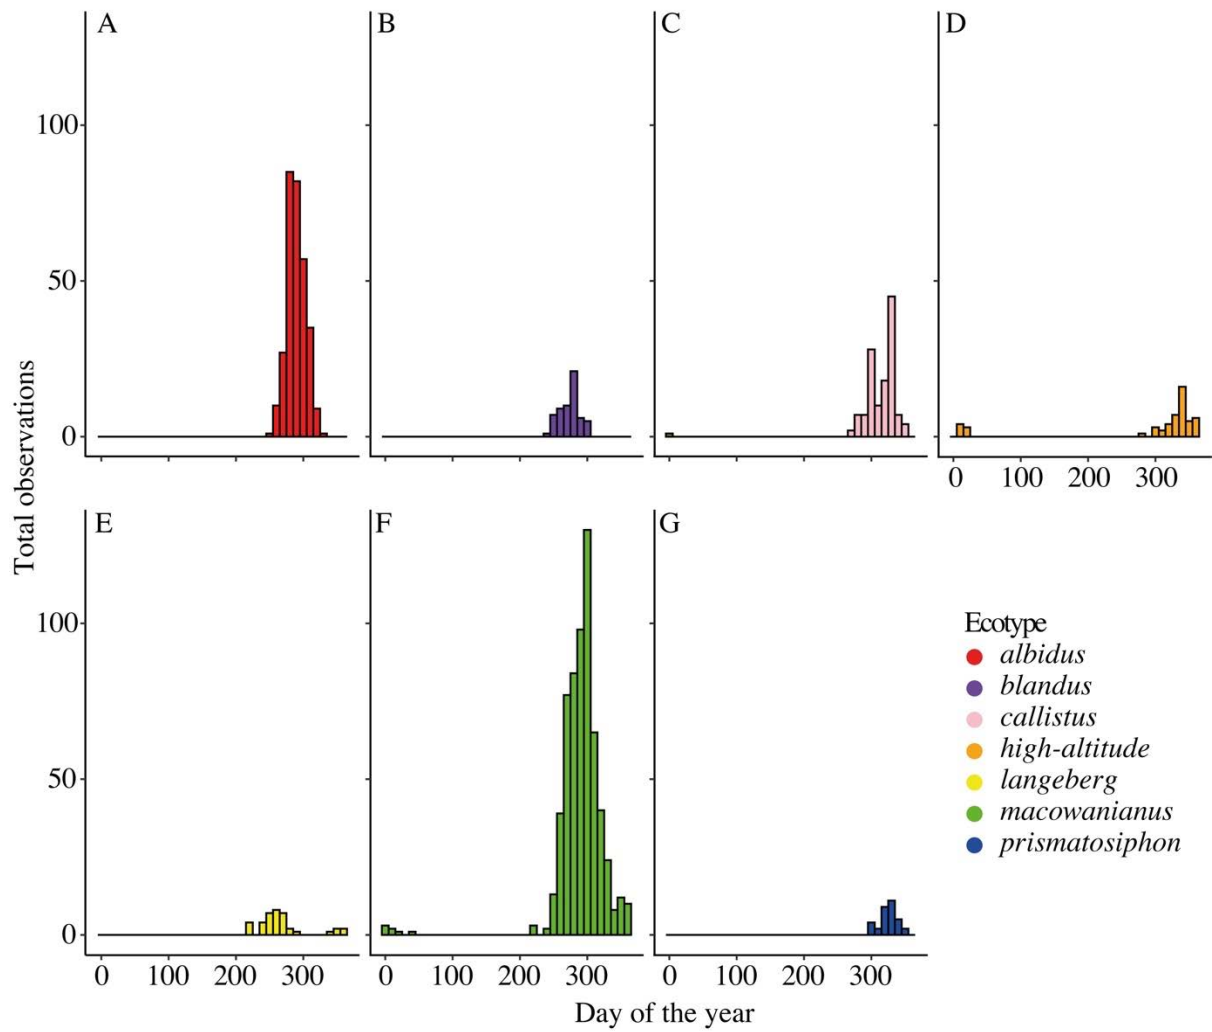 A
B
C
D
100
50
0
0 100 200 300
Total observations
E
F
G
100
50
0
0 100 200 300
0 100 200 300
0 100 200 300
Day of the year
Ecotype
albidus
blandus
callistus
high-altitude
langeberg
macowanianus
prismatosiphon